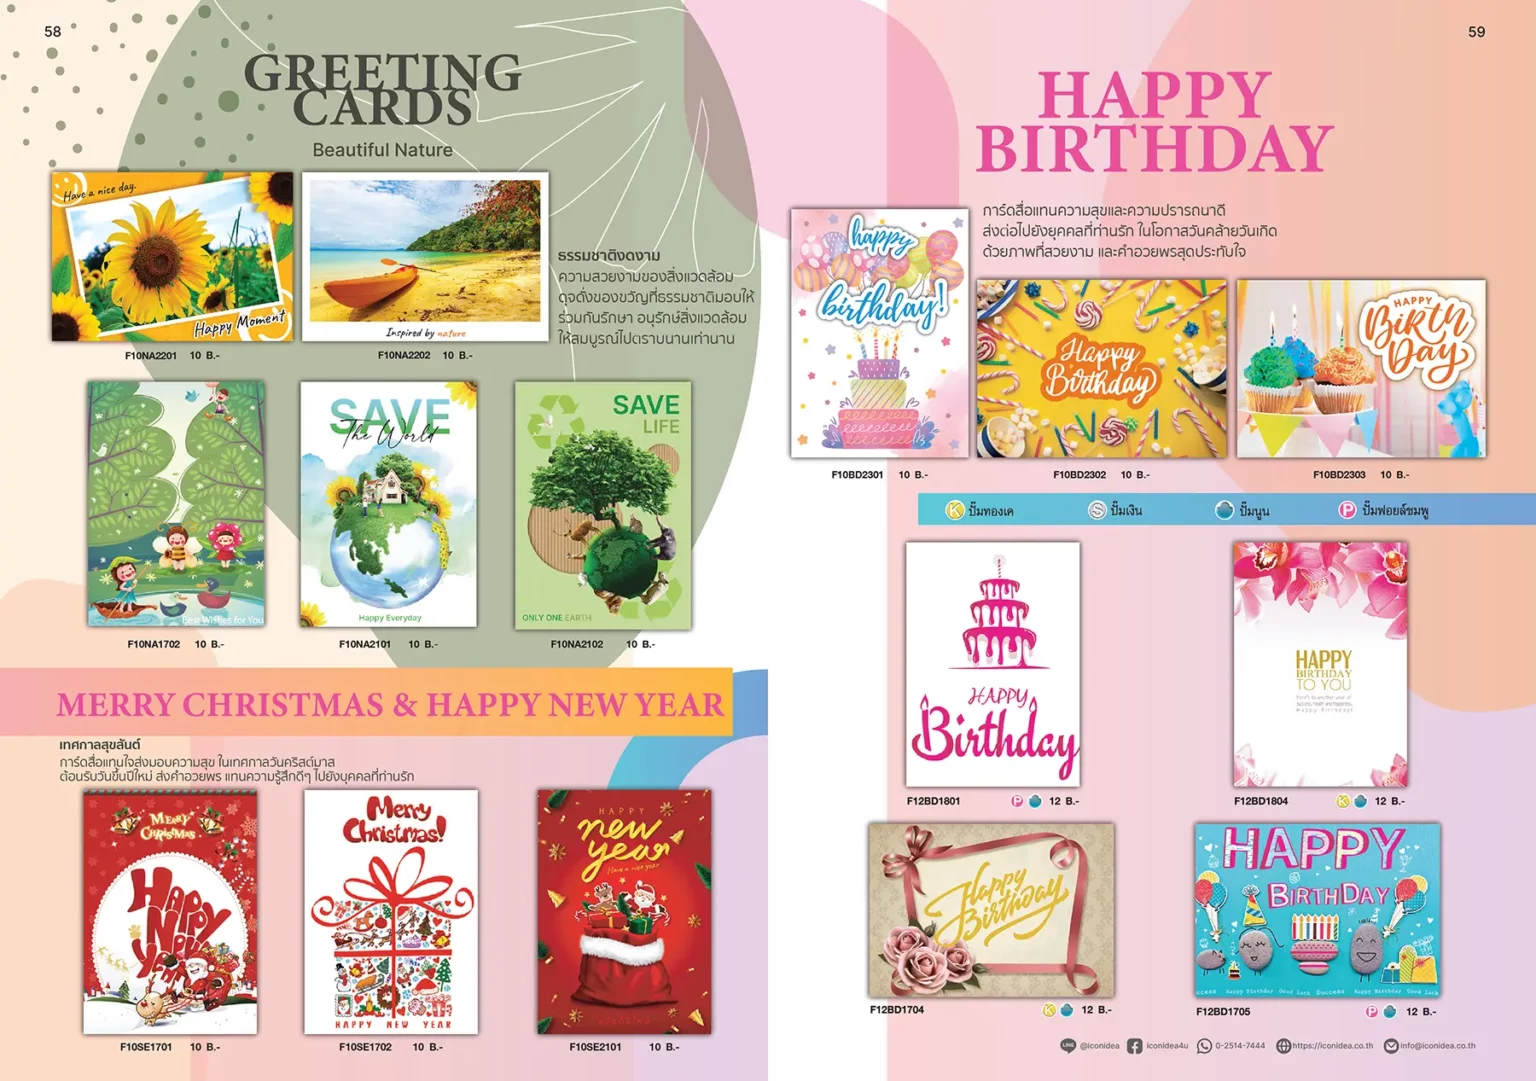 58
GREETING
CARDS
Beautiful Nature
Have a nice day.
Happy Moment
F10NA2201 10 B.-
Inspired by nature
F10NA2202 10 B.-
ธรรมชาติงดงาม
ความสวยงามของสิ่งแวดล้อม
ดุจดั่งของขวัญที่ธรรมชาติมอบให้
ร่วมกันรักษา อนุรักษ์สิ่งแวดล้อม
ให้สมบูรณ์ไปตราบนานเท่านาน
Best Wishes for You
F10NA1702 10 B.-
SAVE
The World
Happy Everyday
F10NA2101 10 B.-
SAVE
LIFE
ONLY ONE EARTH
F10NA2102 10 B.-
MERRY CHRISTMAS & HAPPY NEW YEAR
เทศกาลสุขสันต์
การ์ดสื่อแทนใจส่งมอบความสุข ในเทศกาลวันคริสต์มาส
ต้อนรับวันขึ้นปีใหม่ ส่งคำอวยพร แทนความรู้สึกดีๆ ไปยังบุคคลที่ท่านรัก
MERRY
CHRISTMAS
HAPPY
NEW
YEAR
F10SE1701 10 B.-
Merry
Christmas!
HAPPY NEW YEAR
F10SE1702 10 B.-
HAPPY
new
year
Have a nice year
F10SE2101 10 B.-
59
HAPPY
BIRTHDAY
การ์ดสื่อแทนความสุขและความปรารถนาดี
ส่งต่อไปยังยุคคลที่ท่านรัก ในโอกาสวันคล้ายวันเกิด
ด้วยภาพที่สวยงาม และคำอวยพรสุดประทับใจ
happy
birthday!
F10BD2301 10 B.-
Happy
Birthday
F10BD2302 10 B.-
HAPPY
Birth
Day
F10BD2303 10 B.-
K ปั๊มทองเค S ปั๊มเงิน ปั๊มนูน P ปั๊มฟอยล์ชมพู
HAPPY
Birthday
F12BD1801 P 12 B.-
HAPPY
BIRTHDAY
TO YOU
Happy Birthday!
F12BD1804 K 12 B.-
Happy
Birthday
F12BD1704 K 12 B.-
HAPPY
BIRTHDAY
ccess Happy Birthday Good luck Success Happy Birthday Good luck
F12BD1705 P 12 B.-
LINE @iconidea iconidea4u 0-2514-7444 https://iconidea.co.th info@iconidea.co.th